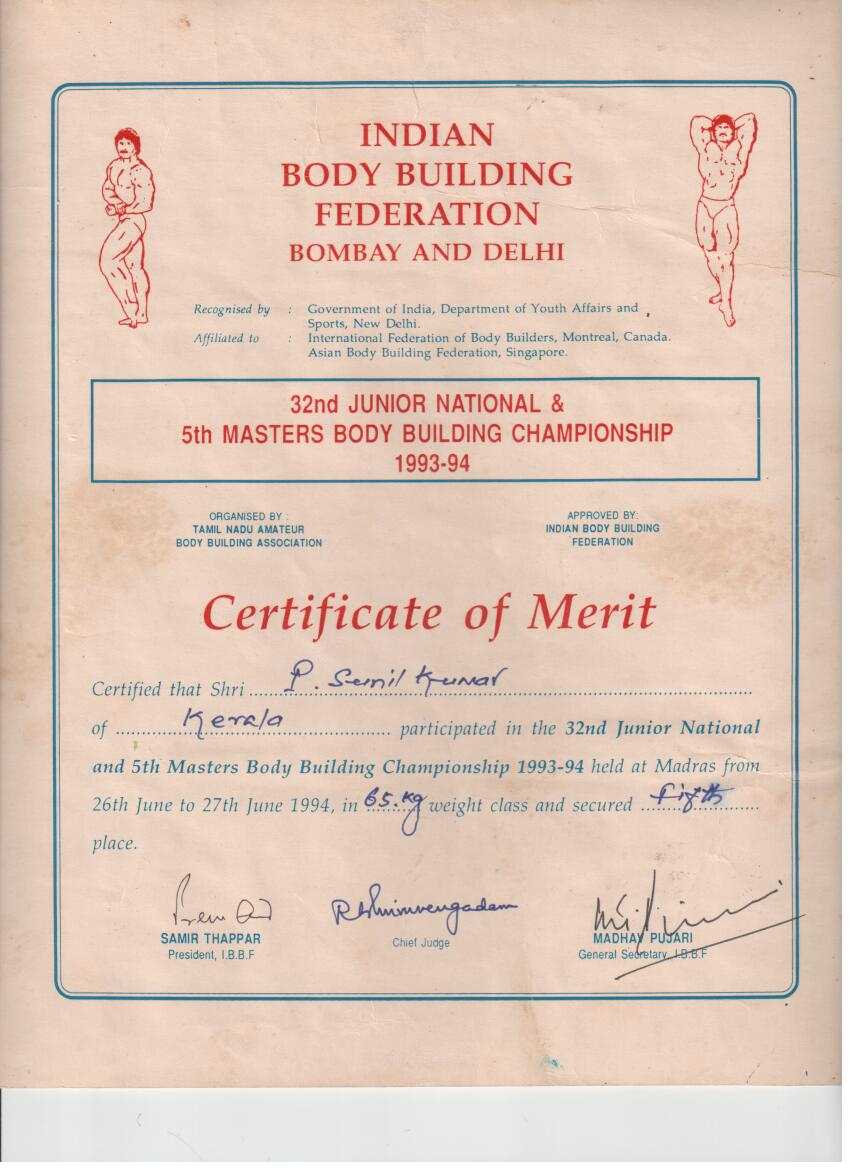 INDIAN
BODY BUILDING
FEDERATION
BOMBAY AND DELHI
Recognised by : Government of India, Department of Youth Affairs and
Sports, New Delhi.
Affiliated to : International Federation of Body Builders, Montreal, Canada.
Asian Body Building Federation, Singapore.
32nd JUNIOR NATIONAL &
5th MASTERS BODY BUILDING CHAMPIONSHIP
1993-94
ORGANISED BY :
TAMIL NADU AMATEUR
BODY BUILDING ASSOCIATION
APPROVED BY:
INDIAN BODY BUILDING
FEDERATION
Certificate of Merit
Certified that Shri P. Sunil Kumar
of Kerala participated in the 32nd Junior National
and 5th Masters Body Building Championship 1993-94 held at Madras from
26th June to 27th June 1994, in 65.kg weight class and secured Fifth
place.
SAMIR THAPPAR
President, I.B.B.F
Chief Judge
MADHAV PUJARI
General Secretary, I.B.B.F